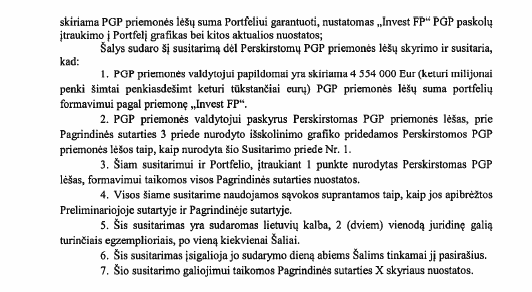 skiriama PGP priemonės lėšų suma Portfeliui garantuoti, nustatomas „Invest FP“ PGP paskolų
įtraukimo į Portfelį grafikas bei kitos aktualios nuostatos;
Šalys sudaro šį susitarimą dėl Perskirstomų PGP priemonės lėšų skyrimo ir susitaria,
kad:
1. PGP priemonės valdytojui papildomai yra skiriama 4 554 000 Eur (keturi milijonai
penki šimtai penkiasdešimt keturi tūkstančiai eurų) PGP priemonės lėšų suma portfelių
formavimui pagal priemonę „Invest FP“.
2. PGP priemonės valdytojui paskyrus Perskirstomas PGP priemonės lėšas, prie
Pagrindinės sutarties 3 priede nurodyto išskolinimo grafiko pridedamos Perskirstomos PGP
priemonės lėšos taip, kaip nurodyta šio Susitarimo priede Nr. 1.
3. Šiam susitarimui ir Portfelio, įtraukiant 1 punkte nurodytas Perskirstomas PGP
lėšas, formavimui taikomos visos Pagrindinės sutarties nuostatos.
4. Visos šiame susitarime naudojamos sąvokos suprantamos taip, kaip jos apibrėžtos
Preliminariojoje sutartyje ir Pagrindinėje sutartyje.
5. Šis susitarimas yra sudaromas lietuvių kalba, 2 (dviem) vienodą juridinę galią
turinčiais egzemplioriais, po vieną kiekvienai Šaliai.
6. Šis susitarimas įsigalioja jo sudarymo dieną abiems Šalims tinkamai jį pasirašius.
7. Šio susitarimo galiojimui taikomos Pagrindinės sutarties X skyriaus nuostatos.